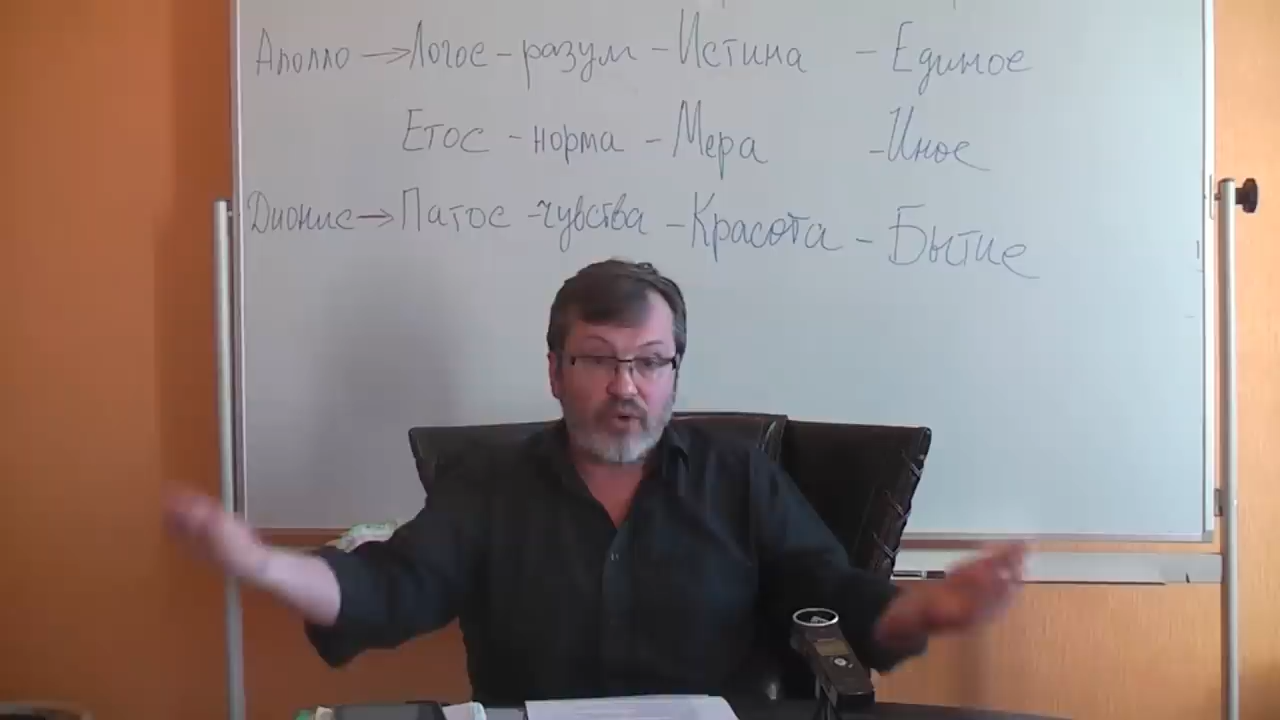 Аполло → Логос - разум - Истина - Единое
Етос - норма - Мера - Иное
Дионис → Патос - чувства - Красота - Бытие